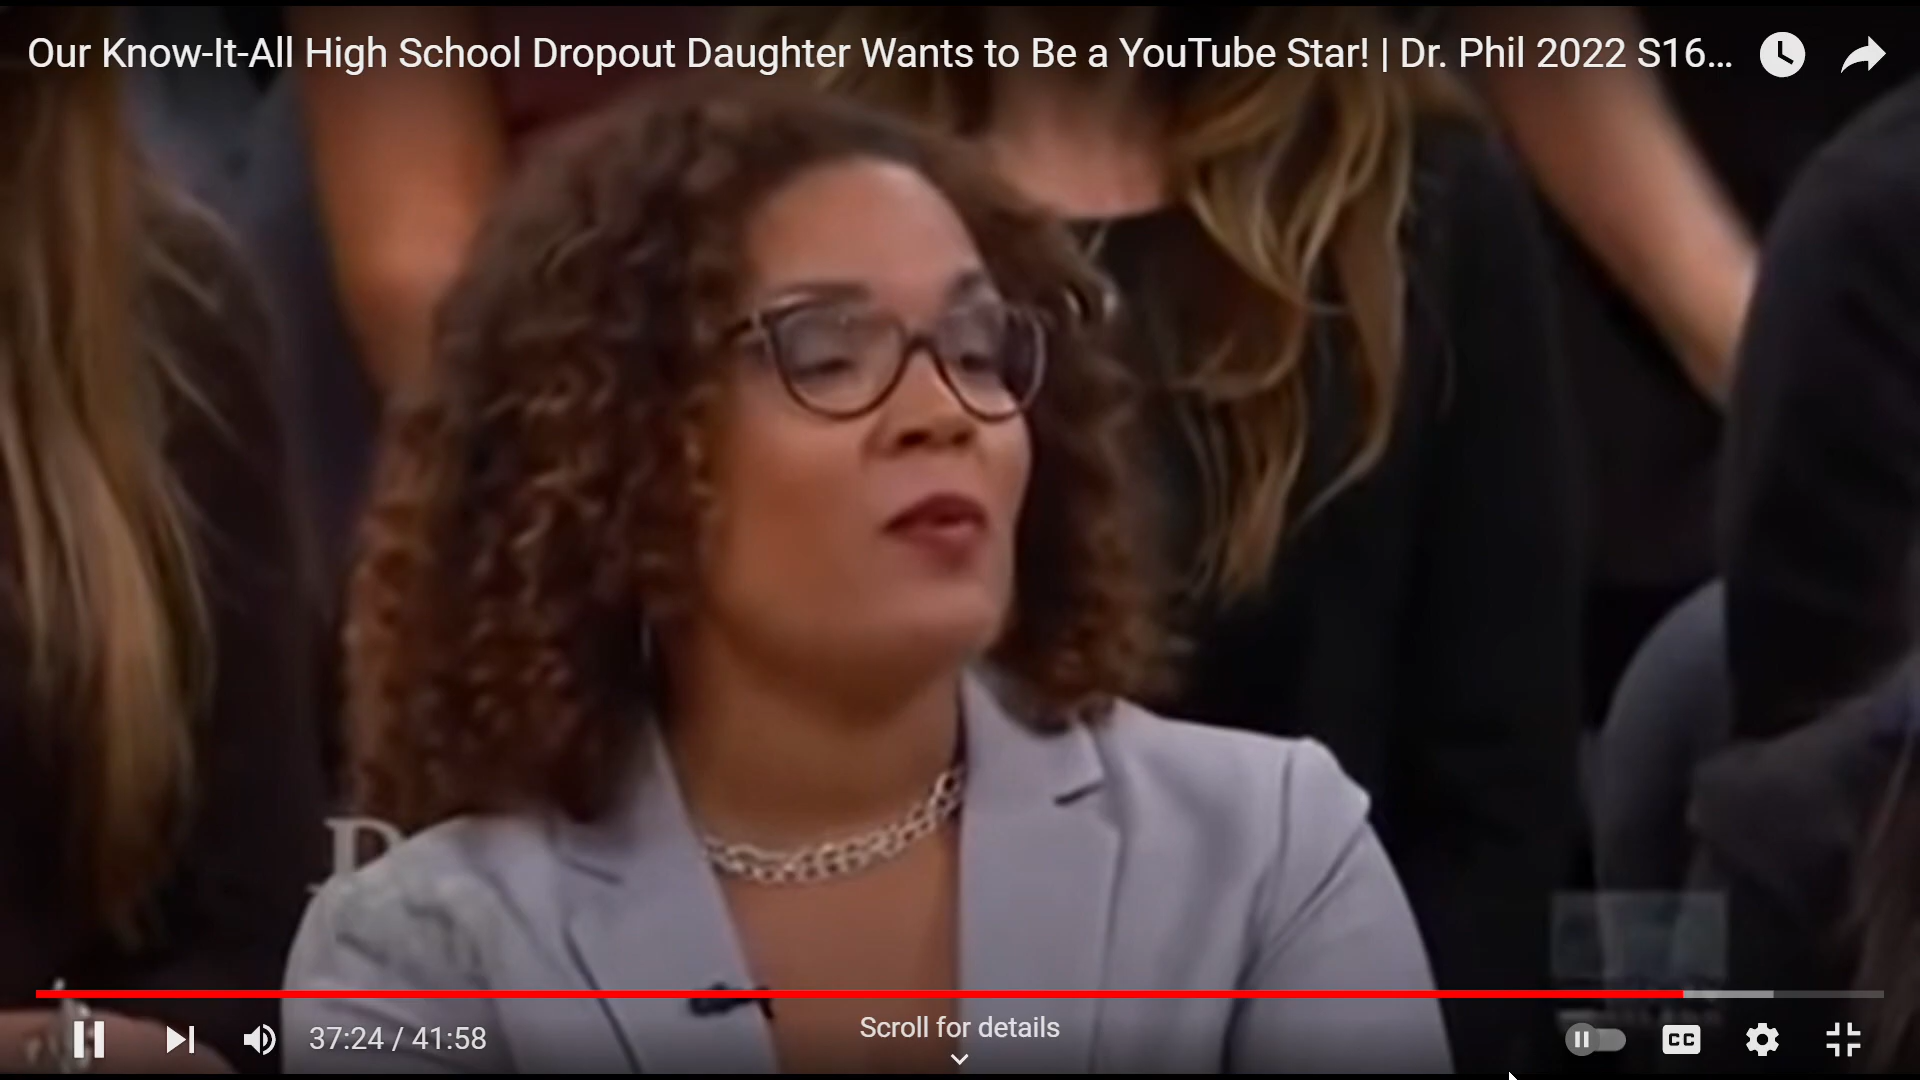 Our Know-It-All High School Dropout Daughter Wants to Be a YouTube Star! | Dr. Phil 2022 S16...
37:24 / 41:58
Scroll for details
CC